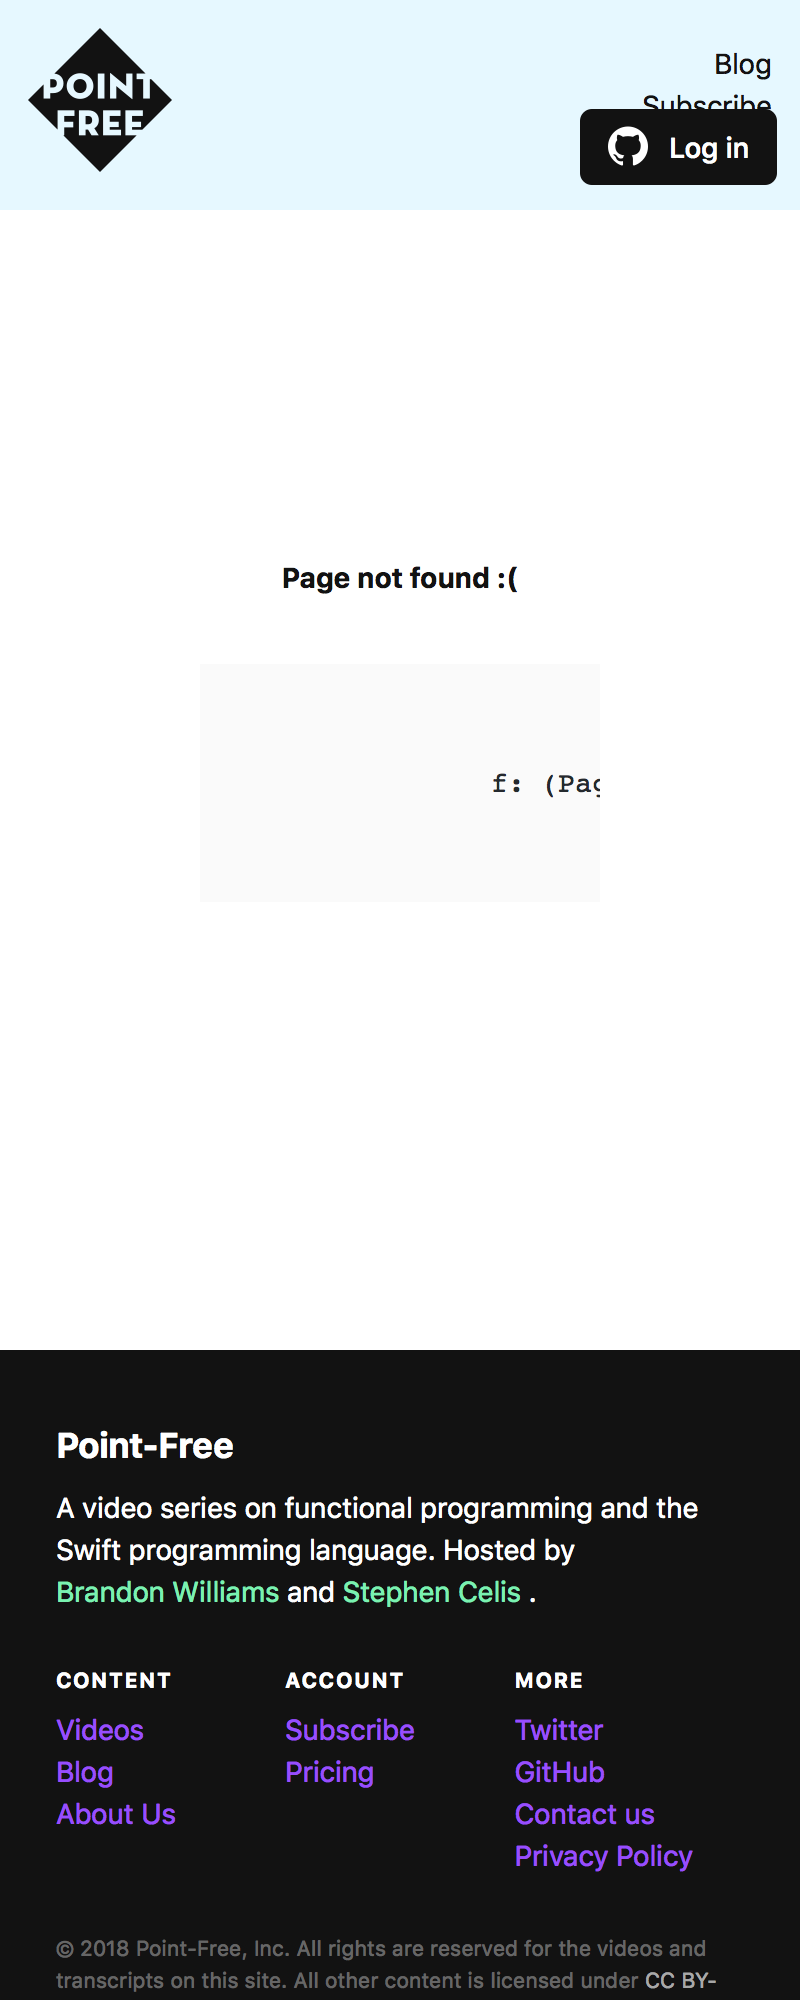 POINT
FREE
Blog
Subscribe
Log in
Page not found :(
f: (Pag
Point-Free
A video series on functional programming and the
Swift programming language. Hosted by
Brandon Williams and Stephen Celis .
CONTENT
Videos
Blog
About Us
ACCOUNT
Subscribe
Pricing
MORE
Twitter
GitHub
Contact us
Privacy Policy
© 2018 Point-Free, Inc. All rights are reserved for the videos and
transcripts on this site. All other content is licensed under CC BY-